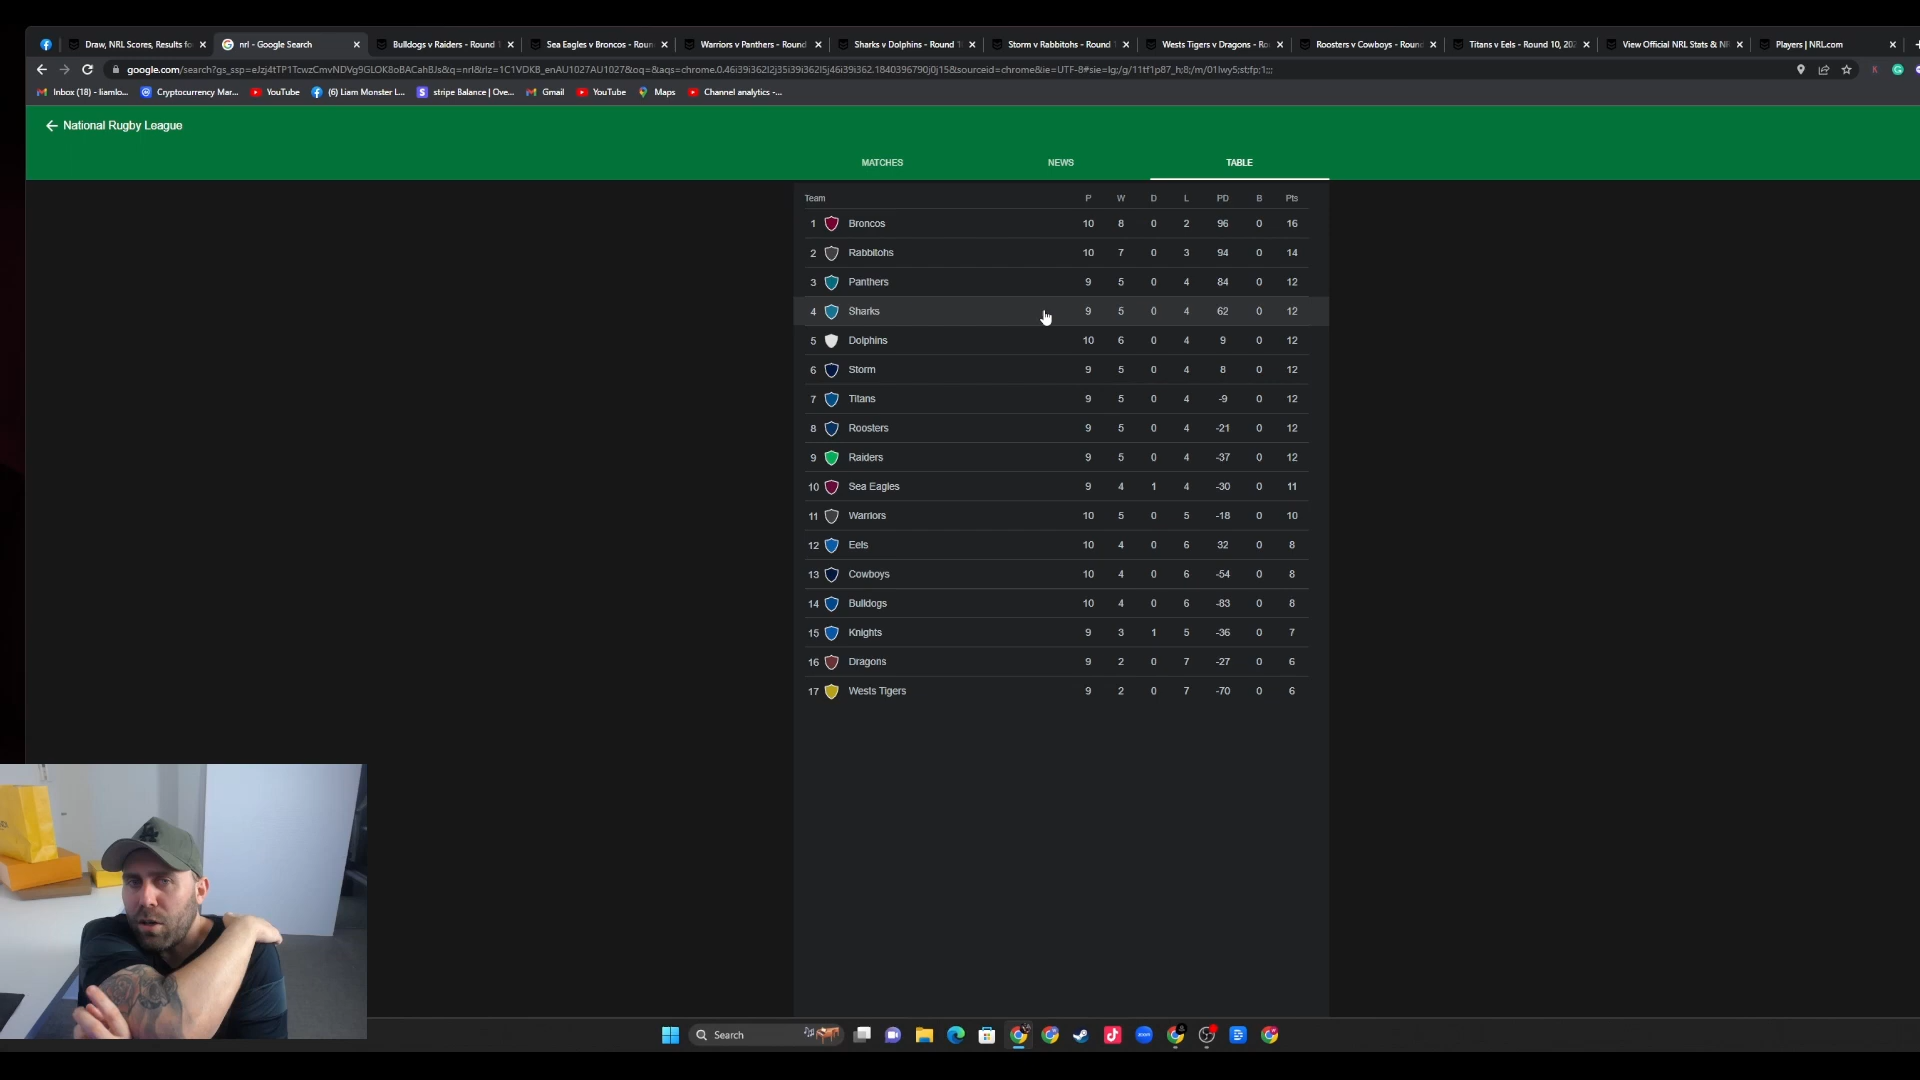 Draw, NRL Scores, Results fo
nrl - Google Search
Bulldogs v Raiders - Round 1
Sea Eagles v Broncos - Roun
Warriors v Panthers - Round
Sharks v Dolphins - Round 1
Storm v Rabbitohs - Round 1
Wests Tigers v Dragons - Ro
Roosters v Cowboys - Round
Titans v Eels - Round 10, 202
View Official NRL Stats & NR
Players | NRL.com
Inbox (18) - liamlo...
Cryptocurrency Mar...
YouTube
(6) Liam Monster L...
stripe Balance | Ove...
Gmail
YouTube
Maps
Channel analytics -...
National Rugby League
MATCHES NEWS TABLE
Team P W D L PD B Pts
1 Broncos 10 8 0 2 96 0 16
2 Rabbitohs 10 7 0 3 94 0 14
3 Panthers 9 5 0 4 84 0 12
4 Sharks 9 5 0 4 62 0 12
5 Dolphins 10 6 0 4 9 0 12
6 Storm 9 5 0 4 8 0 12
7 Titans 9 5 0 4 -9 0 12
8 Roosters 9 5 0 4 -21 0 12
9 Raiders 9 5 0 4 -37 0 12
10 Sea Eagles 9 4 1 4 -30 0 11
11 Warriors 10 5 0 5 -18 0 10
12 Eels 10 4 0 6 32 0 8
13 Cowboys 10 4 0 6 -54 0 8
14 Bulldogs 10 4 0 6 -83 0 8
15 Knights 9 3 1 5 -36 0 7
16 Dragons 9 2 0 7 -27 0 6
17 Wests Tigers 9 2 0 7 -70 0 6
Search